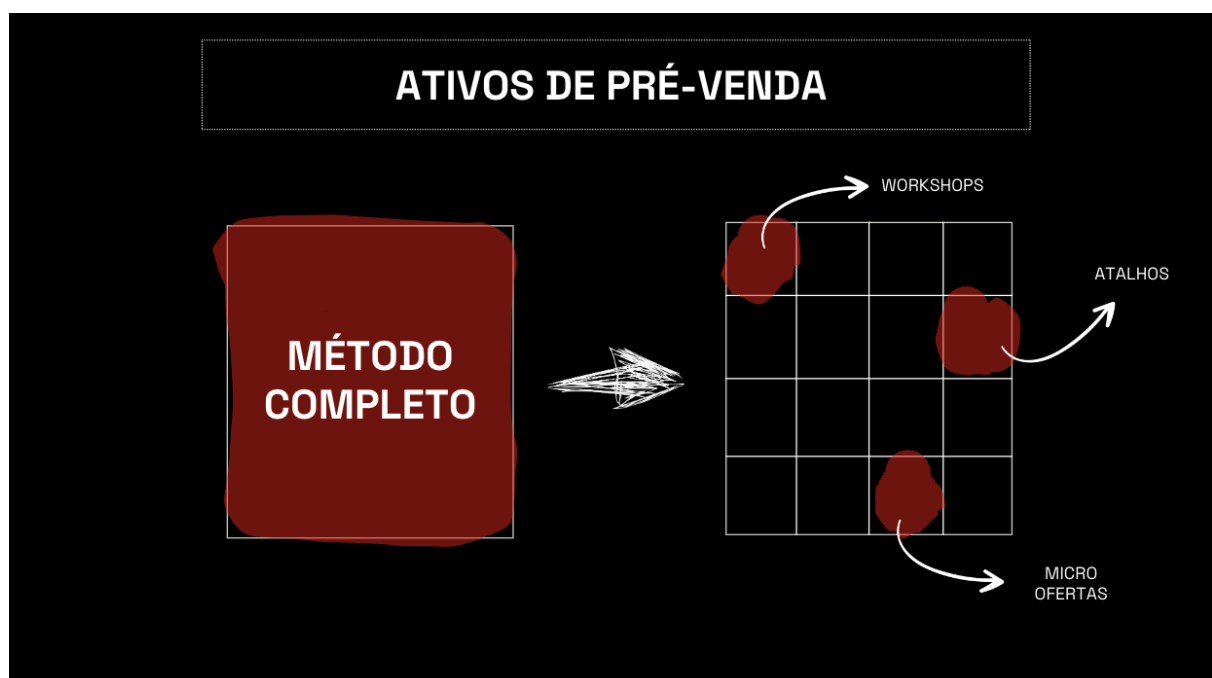 ATIVOS DE PRÉ-VENDA
WORKSHOPS
ATALHOS
MÉTODO
COMPLETO
MICRO
OFERTAS